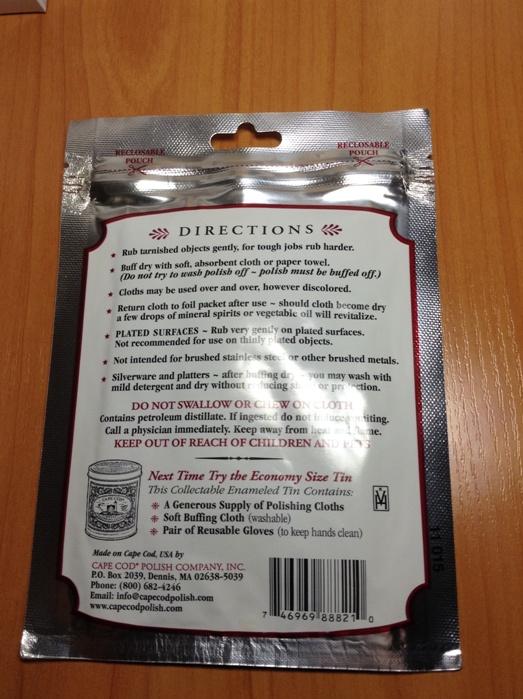 RECLOSABLE
POUCH
RECLOSABLE
POUCH
DIRECTIONS
Rub tarnished objects gently, for tough jobs rub harder.
Buff dry with soft, absorbent cloth or paper towel.
(Do not try to wash polish off ~ polish must be buffed off.)
Cloths may be used over and over, however discolored.
Return cloth to foil packet after use ~ should cloth become dry
a few drops of mineral spirits or vegetable oil will revitalize.
PLATED SURFACES ~ Rub very gently on plated surfaces.
Not recommended for use on thinly plated objects.
Not intended for brushed stainless steel or other brushed metals.
Silverware and platters ~ after buffing dry ~ you may wash with
mild detergent and dry without reducing shine or protection.
DO NOT SWALLOW OR CHEW ON CLOTH
Contains petroleum distillate. If ingested do not induce vomiting.
Call a physician immediately. Keep away from heat and flame.
KEEP OUT OF REACH OF CHILDREN AND PETS
Next Time Try the Economy Size Tin
This Collectable Enameled Tin Contains:
A Generous Supply of Polishing Cloths
Soft Buffing Cloth (washable)
Pair of Reusable Gloves (to keep hands clean)
CAPE COD
Made on Cape Cod, USA by
CAPE COD® POLISH COMPANY, INC.
P.O. Box 2039, Dennis, MA 02638-5039
Phone: (800) 682-4246
Email: info@capecodpolish.com
www.capecodpolish.com
7 46969 88821 0
11 015